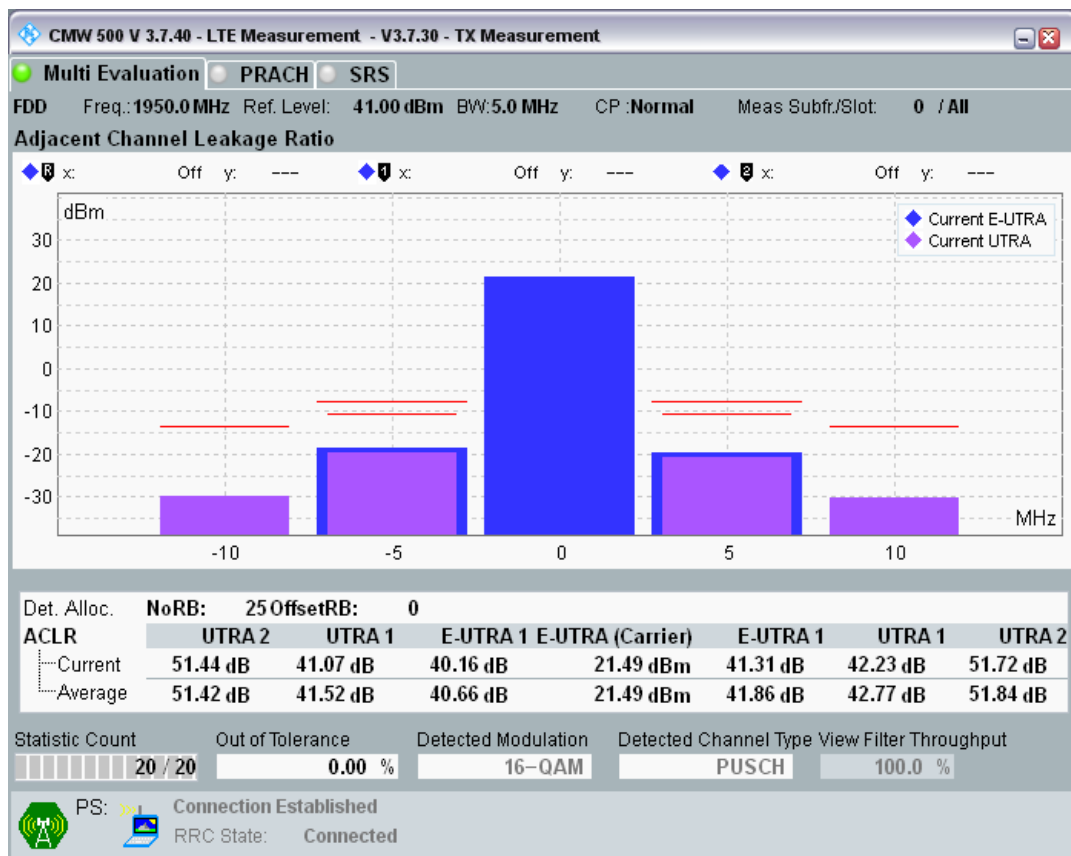 CMW 500 V 3.7.40 - LTE Measurement - V3.7.30 - TX Measurement
Multi Evaluation PRACH SRS
FDD Freq.: 1950.0 MHz Ref. Level: 41.00 dBm BW: 5.0 MHz CP : Normal Meas Subfr./Slot: 0 / All
Adjacent Channel Leakage Ratio
R x: Off y: --- 1 x: Off y: --- 2 x: Off y: ---
dBm
Current E-UTRA
Current UTRA
30
20
10
0
-10
-20
-30
MHz
-10 -5 0 5 10
Det. Alloc. NoRB: 25 OffsetRB: 0
ACLR UTRA 2 UTRA 1 E-UTRA 1 E-UTRA (Carrier) E-UTRA 1 UTRA 1 UTRA 2
Current 51.44 dB 41.07 dB 40.16 dB 21.49 dBm 41.31 dB 42.23 dB 51.72 dB
Average 51.42 dB 41.52 dB 40.66 dB 21.49 dBm 41.86 dB 42.77 dB 51.84 dB
Statistic Count Out of Tolerance Detected Modulation Detected Channel Type View Filter Throughput
20 / 20 0.00 % 16-QAM PUSCH 100.0 %
PS: Connection Established
RRC State: Connected